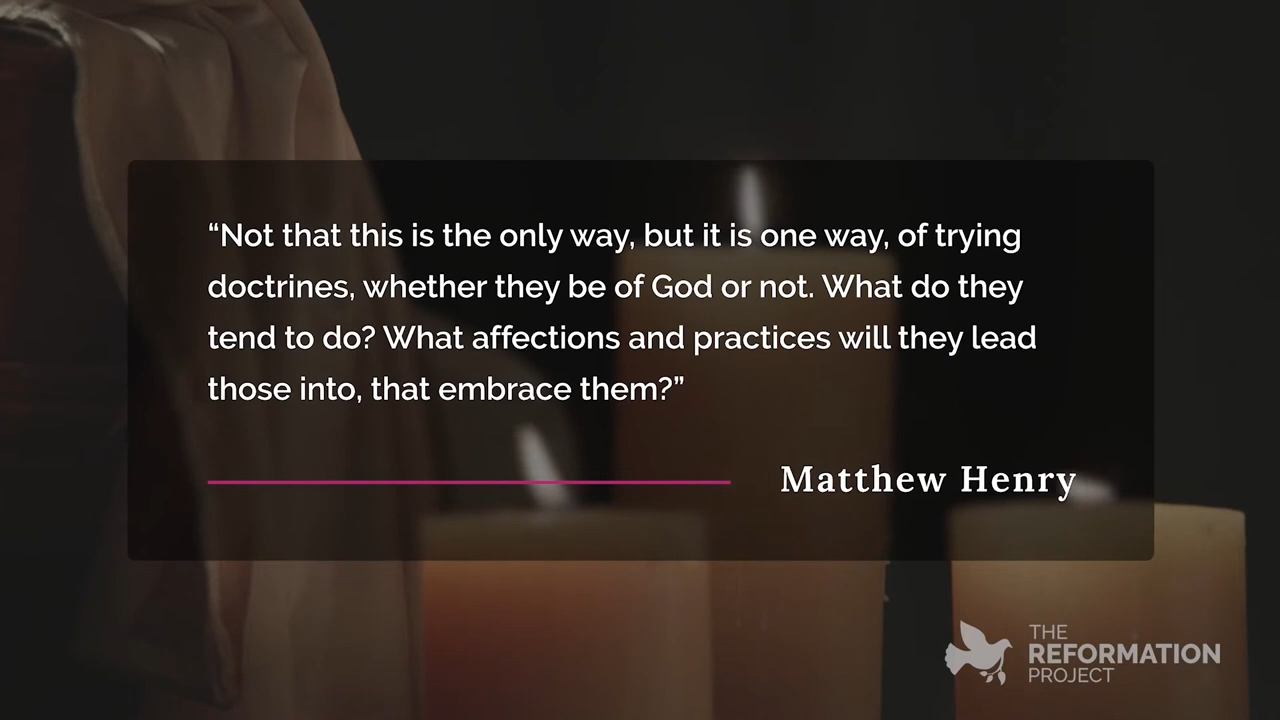 “Not that this is the only way, but it is one way, of trying
doctrines, whether they be of God or not. What do they
tend to do? What affections and practices will they lead
those into, that embrace them?”
Matthew Henry
THE
REFORMATION
PROJECT